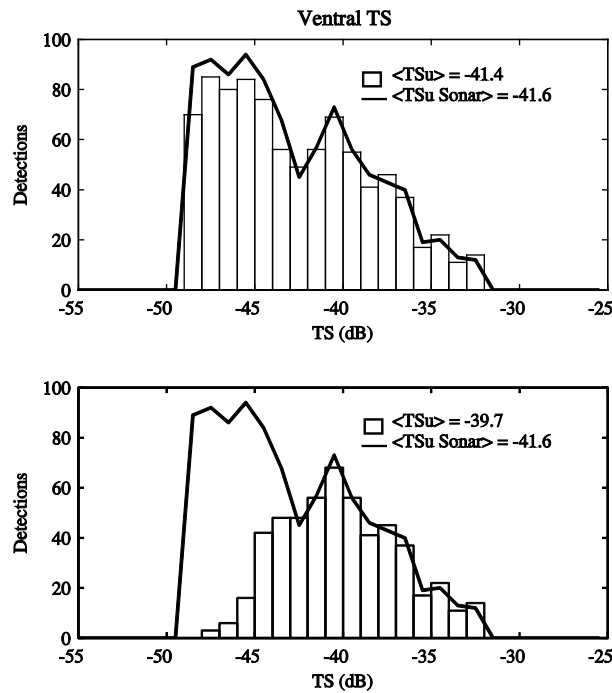 Ventral TS
100
80
60
40
20
0
Detections
<TSu> = -41.4
<TSu Sonar> = -41.6
-55 -50 -45 -40 -35 -30 -25
TS (dB)
100
80
60
40
20
0
Detections
<TSu> = -39.7
<TSu Sonar> = -41.6
-55 -50 -45 -40 -35 -30 -25
TS (dB)